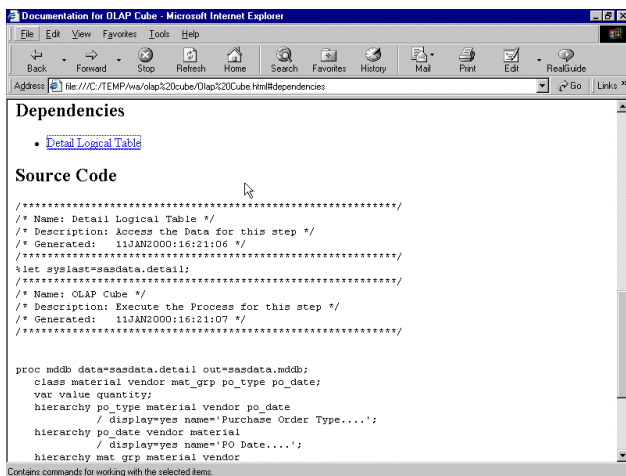 Documentation for OLAP Cube - Microsoft Internet Explorer
File Edit View Favorites Tools Help
Back Forward Stop Refresh Home Search Favorites History Mail Print Edit RealGuide
Address file:///C:/TEMP/wa/olap%20cube/Olap%20Cube.html#dependencies Go Links »
Dependencies
• Detail Logical Table
Source Code
/************************************************************/
/* Name: Detail Logical Table */
/* Description: Access the Data for this step */
/* Generated:   11JAN2000:16:21:06 */
/************************************************************/
%let syslast=sasdata.detail;
/************************************************************/
/* Name: OLAP Cube */
/* Description: Execute the Process for this step */
/* Generated:   11JAN2000:16:21:07 */
/************************************************************/
proc mddb data=sasdata.detail out=sasdata.mddb;
class material vendor mat_grp po_type po_date;
var value quantity;
hierarchy po_type material vendor po_date
/ display=yes name='Purchase Order Type....';
hierarchy po_date vendor material
/ display=yes name='PO Date....';
hierarchy mat_grp material vendor
Contains commands for working with the selected items.